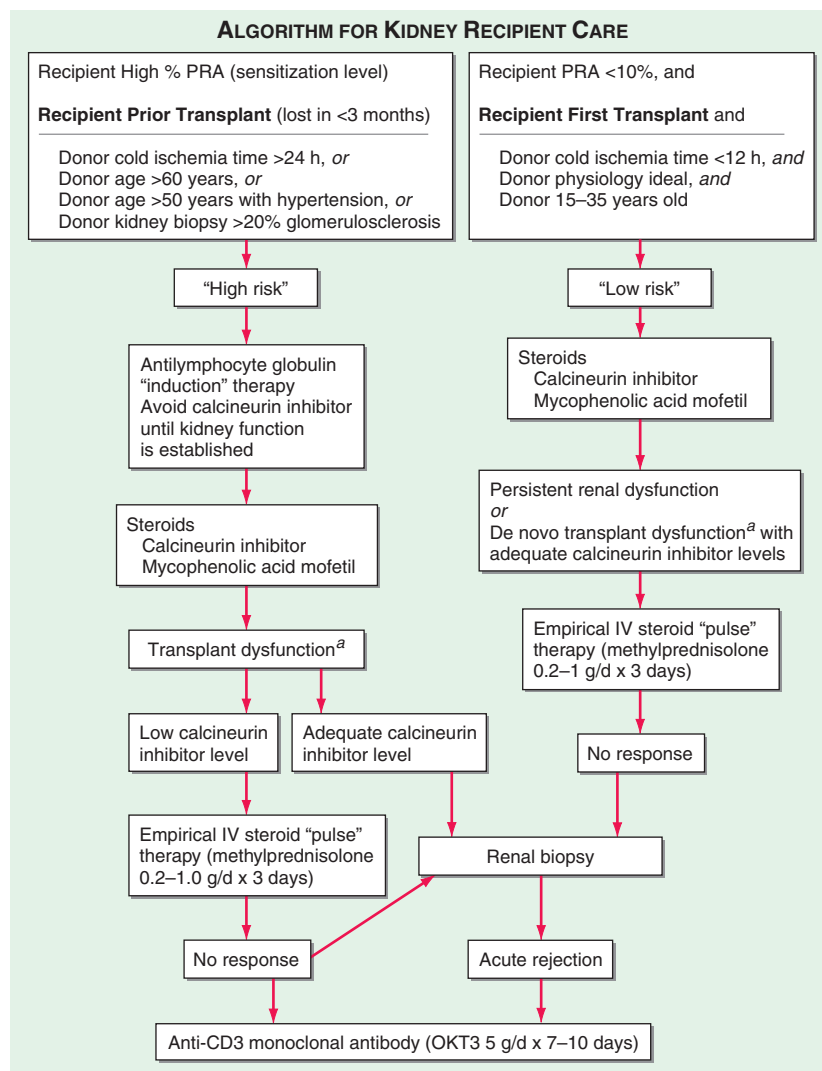 ALGORITHM FOR KIDNEY RECIPIENT CARE
Recipient High % PRA (sensitization level)
Recipient Prior Transplant (lost in <3 months)
Donor cold ischemia time >24 h, or
Donor age >60 years, or
Donor age >50 years with hypertension, or
Donor kidney biopsy >20% glomerulosclerosis
Recipient PRA <10%, and
Recipient First Transplant and
Donor cold ischemia time <12 h, and
Donor physiology ideal, and
Donor 15–35 years old
“High risk”
“Low risk”
Antilymphocyte globulin
“induction” therapy
Avoid calcineurin inhibitor
until kidney function
is established
Steroids
Calcineurin inhibitor
Mycophenolic acid mofetil
Steroids
Calcineurin inhibitor
Mycophenolic acid mofetil
Persistent renal dysfunction
or
De novo transplant dysfunctiona with
adequate calcineurin inhibitor levels
Transplant dysfunctiona
Empirical IV steroid “pulse”
therapy (methylprednisolone
0.2–1 g/d x 3 days)
Low calcineurin
inhibitor level
Adequate calcineurin
inhibitor level
No response
Empirical IV steroid “pulse”
therapy (methylprednisolone
0.2–1.0 g/d x 3 days)
Renal biopsy
No response
Acute rejection
Anti-CD3 monoclonal antibody (OKT3 5 g/d x 7–10 days)